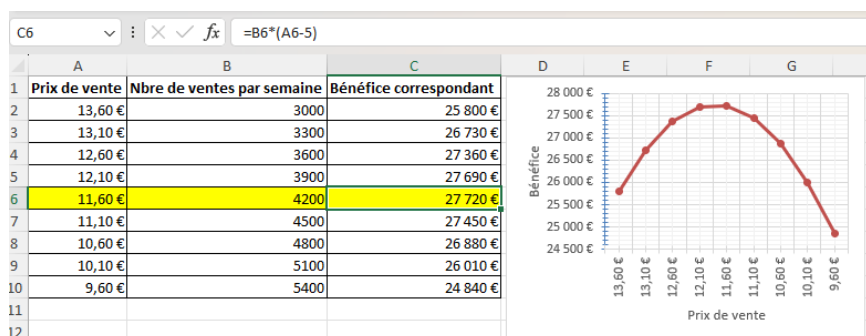 C6 fx =B6*(A6-5)
A B C D E F G
1 Prix de vente Nbre de ventes par semaine Bénéfice correspondant
2 13,60 € 3000 25 800 €
3 13,10 € 3300 26 730 €
4 12,60 € 3600 27 360 €
5 12,10 € 3900 27 690 €
6 11,60 € 4200 27 720 €
7 11,10 € 4500 27 450 €
8 10,60 € 4800 26 880 €
9 10,10 € 5100 26 010 €
10 9,60 € 5400 24 840 €
11
12
28 000 €
27 500 €
27 000 €
26 500 €
26 000 €
25 500 €
25 000 €
24 500 €
Bénéfice
13,60 € 13,10 € 12,60 € 12,10 € 11,60 € 11,10 € 10,60 € 10,10 € 9,60 €
Prix de vente